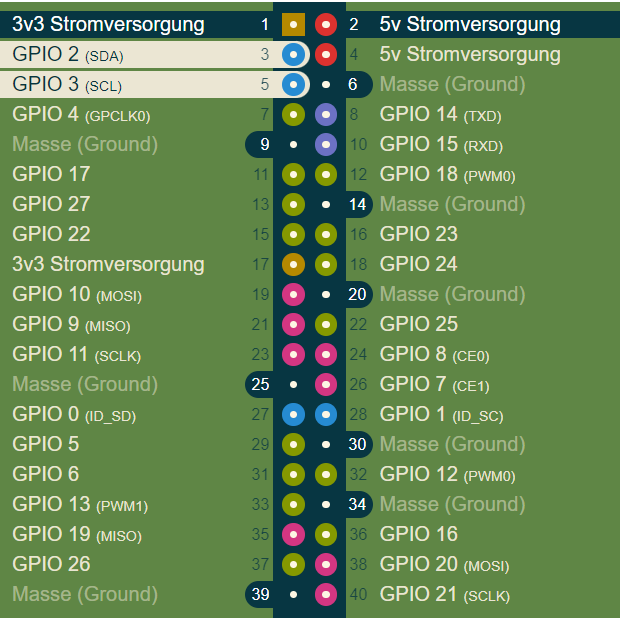 3v3 Stromversorgung 1 2 5v Stromversorgung
GPIO 2 (SDA) 3 4 5v Stromversorgung
GPIO 3 (SCL) 5 6 Masse (Ground)
GPIO 4 (GPCLK0) 7 8 GPIO 14 (TXD)
Masse (Ground) 9 10 GPIO 15 (RXD)
GPIO 17 11 12 GPIO 18 (PWM0)
GPIO 27 13 14 Masse (Ground)
GPIO 22 15 16 GPIO 23
3v3 Stromversorgung 17 18 GPIO 24
GPIO 10 (MOSI) 19 20 Masse (Ground)
GPIO 9 (MISO) 21 22 GPIO 25
GPIO 11 (SCLK) 23 24 GPIO 8 (CE0)
Masse (Ground) 25 26 GPIO 7 (CE1)
GPIO 0 (ID_SD) 27 28 GPIO 1 (ID_SC)
GPIO 5 29 30 Masse (Ground)
GPIO 6 31 32 GPIO 12 (PWM0)
GPIO 13 (PWM1) 33 34 Masse (Ground)
GPIO 19 (MISO) 35 36 GPIO 16
GPIO 26 37 38 GPIO 20 (MOSI)
Masse (Ground) 39 40 GPIO 21 (SCLK)